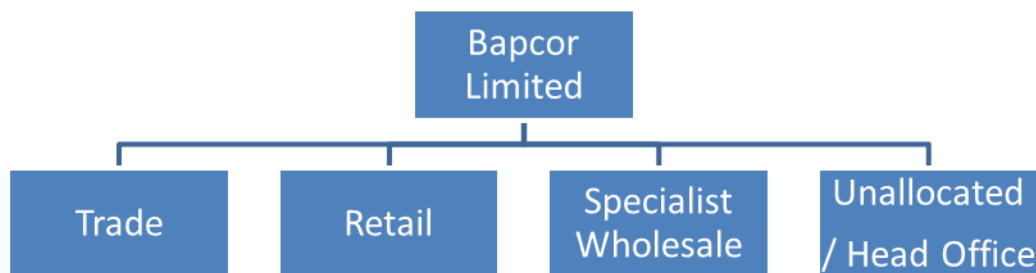 Bapcor
Limited
Trade
Retail
Specialist
Wholesale
Unallocated
/ Head Office